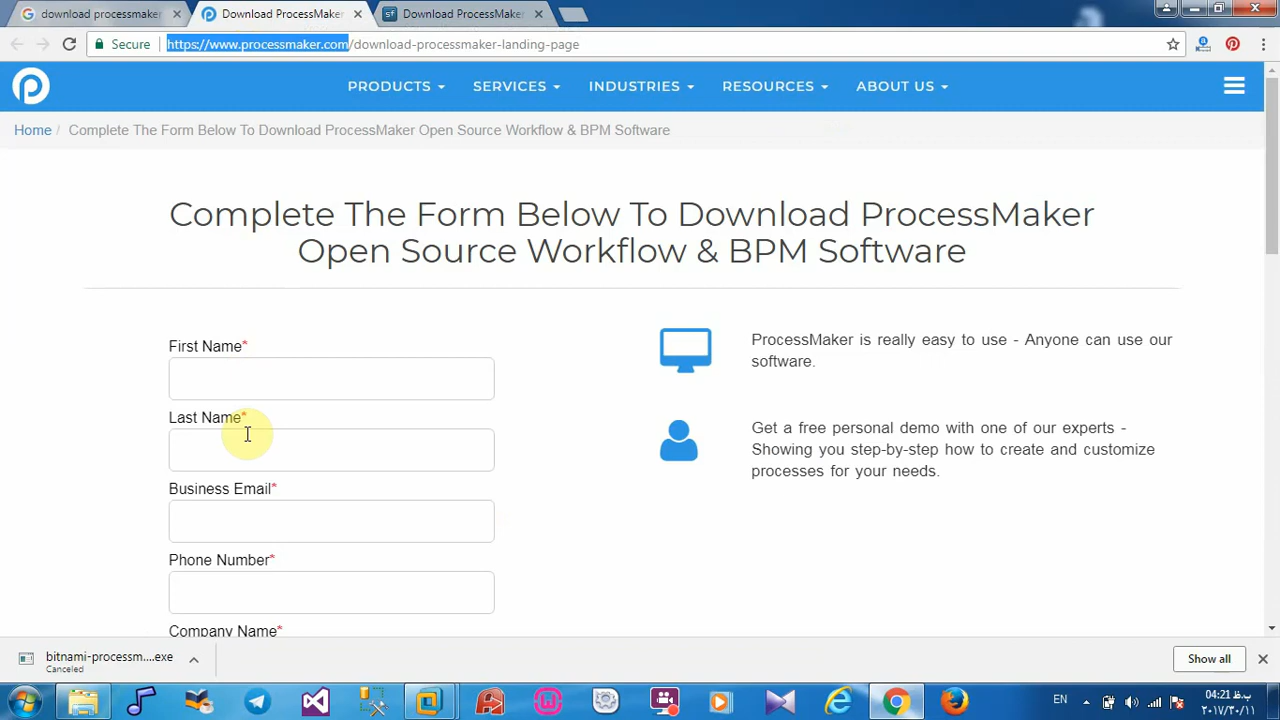 download processmaker
Download ProcessMaker
Download ProcessMaker
Secure
https://www.processmaker.com/download-processmaker-landing-page
PRODUCTS
SERVICES
INDUSTRIES
RESOURCES
ABOUT US
Home / Complete The Form Below To Download ProcessMaker Open Source Workflow & BPM Software
Complete The Form Below To Download ProcessMaker
Open Source Workflow & BPM Software
First Name*
Last Name*
Business Email*
Phone Number*
Company Name*
ProcessMaker is really easy to use - Anyone can use our
software.
Get a free personal demo with one of our experts -
Showing you step-by-step how to create and customize
processes for your needs.
bitnami-processm....exe
Canceled
Show all
EN
04:21 ب.ظ
۲۰۱۷/۳۰/۱۱